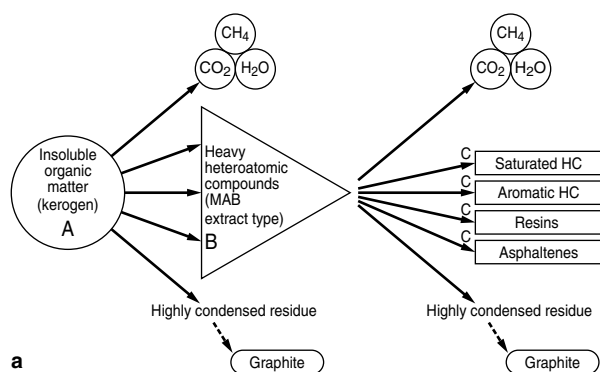 CH4
CO2 H2O
CH4
CO2 H2O
Insoluble
organic
matter
(kerogen)
A
Heavy
heteroatomic
compounds
(MAB
extract type)
B
C
Saturated HC
C
Aromatic HC
C
Resins
C
Asphaltenes
Highly condensed residue
Highly condensed residue
Graphite
Graphite
a